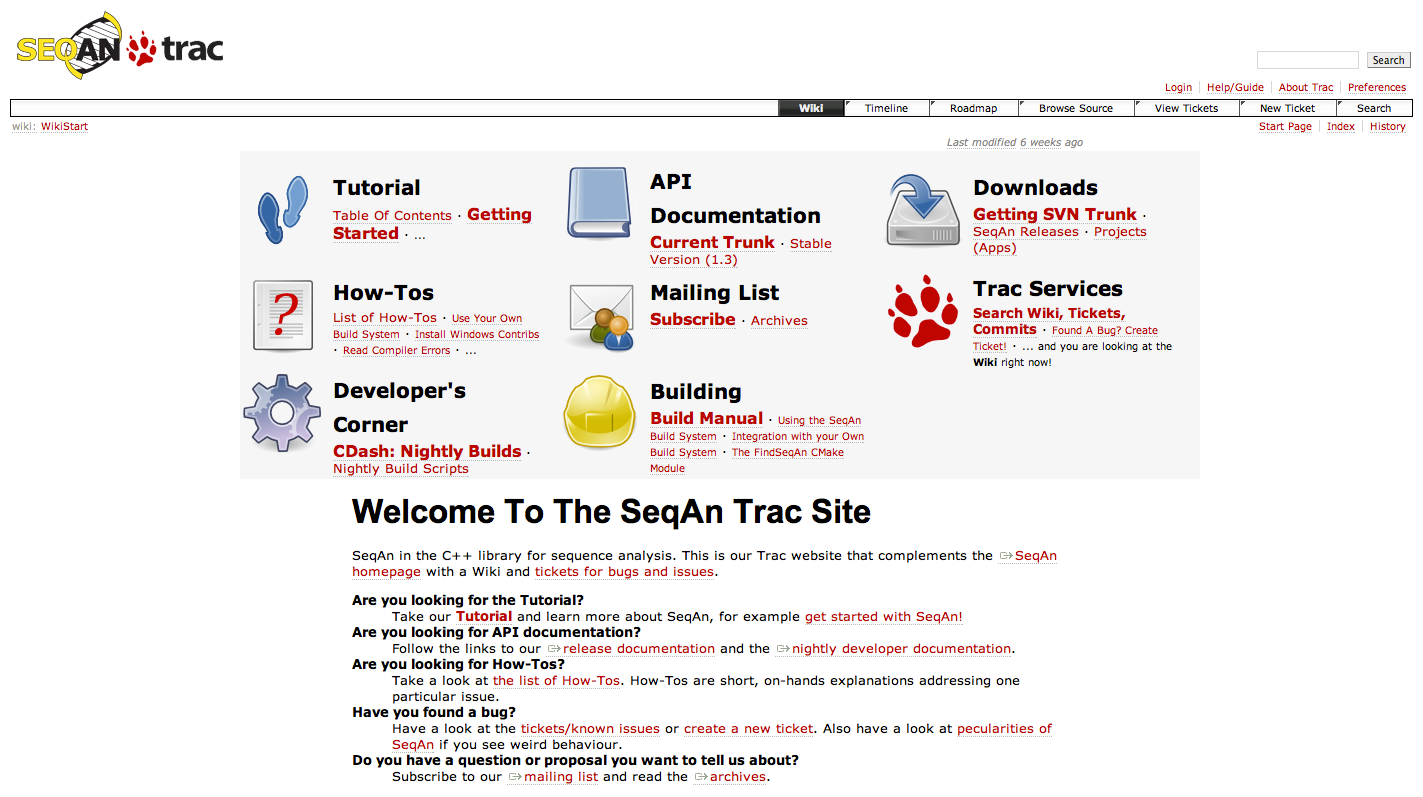 SEQAN trac
Search
Login Help/Guide About Trac Preferences
Wiki Timeline Roadmap Browse Source View Tickets New Ticket Search
wiki: WikiStart
Start Page Index History
Last modified 6 weeks ago
Tutorial
Table Of Contents · Getting
Started · ...
API
Documentation
Current Trunk · Stable
Version (1.3)
Downloads
Getting SVN Trunk ·
SeqAn Releases · Projects
(Apps)
?
How-Tos
List of How-Tos · Use Your Own
Build System · Install Windows Contribs
· Read Compiler Errors · ...
Mailing List
Subscribe · Archives
Trac Services
Search Wiki, Tickets,
Commits · Found A Bug? Create
Ticket! · ... and you are looking at the
Wiki right now!
Developer's
Corner
CDash: Nightly Builds ·
Nightly Build Scripts
Building
Build Manual · Using the SeqAn
Build System · Integration with your Own
Build System · The FindSeqAn CMake
Module
Welcome To The SeqAn Trac Site
SeqAn in the C++ library for sequence analysis. This is our Trac website that complements the SeqAn
homepage with a Wiki and tickets for bugs and issues.
Are you looking for the Tutorial?
Take our Tutorial and learn more about SeqAn, for example get started with SeqAn!
Are you looking for API documentation?
Follow the links to our release documentation and the nightly developer documentation.
Are you looking for How-Tos?
Take a look at the list of How-Tos. How-Tos are short, on-hands explanations addressing one
particular issue.
Have you found a bug?
Have a look at the tickets/known issues or create a new ticket. Also have a look at pecularities of
SeqAn if you see weird behaviour.
Do you have a question or proposal you want to tell us about?
Subscribe to our mailing list and read the archives.